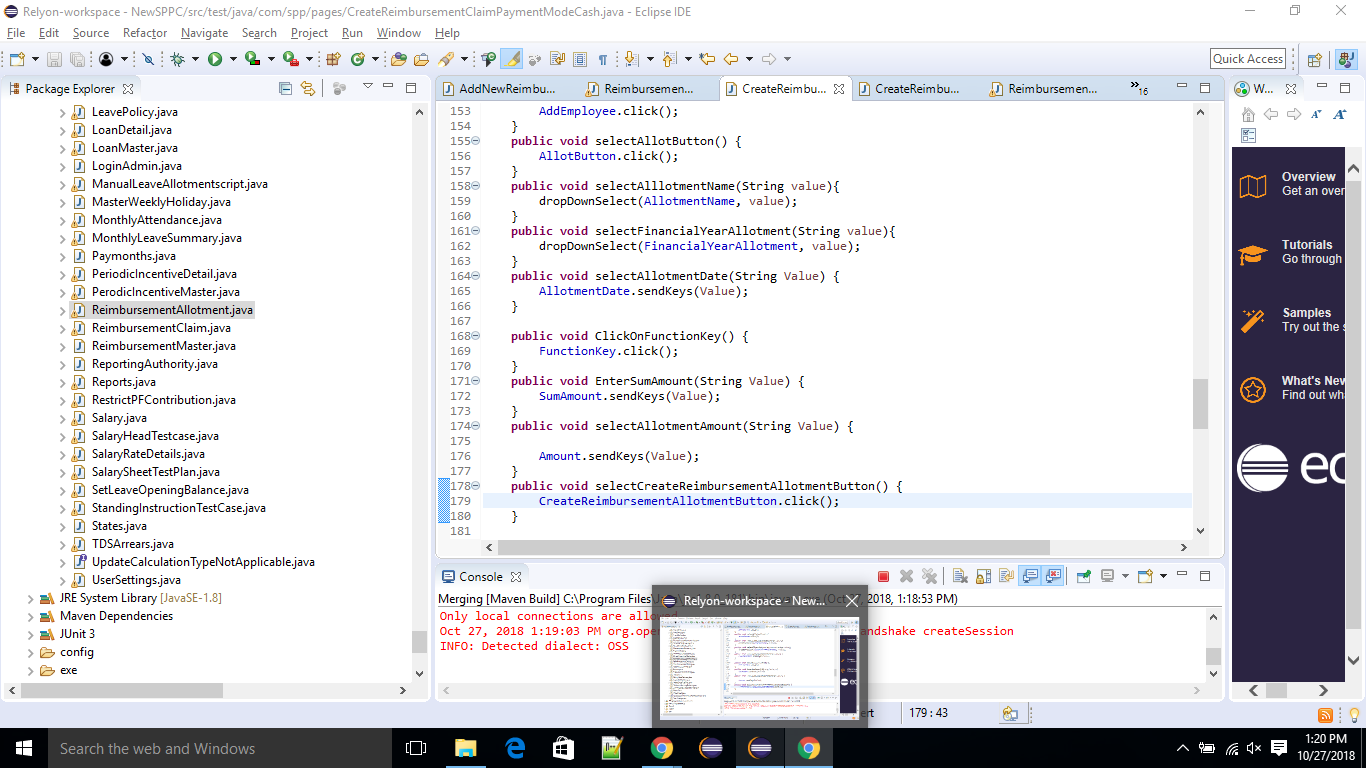 Relyon-workspace - NewSPPC/src/test/java/com/spp/pages/CreateReimbursementClaimPaymentModeCash.java - Eclipse IDE
File Edit Source Refactor Navigate Search Project Run Window Help
Quick Access
Package Explorer
LeavePolicy.java
LoanDetail.java
LoanMaster.java
LoginAdmin.java
ManualLeaveAllotmentscript.java
MasterWeeklyHoliday.java
MonthlyAttendance.java
MonthlyLeaveSummary.java
Paymonths.java
PeriodicIncentiveDetail.java
PerodicIncentiveMaster.java
ReimbursementAllotment.java
ReimbursementClaim.java
ReimbursementMaster.java
ReportingAuthority.java
Reports.java
RestrictPFContribution.java
Salary.java
SalaryHeadTestcase.java
SalaryRateDetails.java
SalarySheetTestPlan.java
SetLeaveOpeningBalance.java
StandingInstructionTestCase.java
States.java
TDSArrears.java
UpdateCalculationTypeNotApplicable.java
UserSettings.java
JRE System Library [JavaSE-1.8]
Maven Dependencies
JUnit 3
config
exe
AddNewReimbu... Reimbursemen... CreateReimbu... CreateReimbu... Reimbursemen... 16
153 AddEmployee.click();
154 }
155 public void selectAllotButton() {
156 AllotButton.click();
157 }
158 public void selectAlllotmentName(String value){
159 dropDownSelect(AllotmentName, value);
160 }
161 public void selectFinancialYearAllotment(String value){
162 dropDownSelect(FinancialYearAllotment, value);
163 }
164 public void selectAllotmentDate(String Value) {
165 AllotmentDate.sendKeys(Value);
166 }
167
168 public void ClickOnFunctionKey() {
169 FunctionKey.click();
170 }
171 public void EnterSumAmount(String Value) {
172 SumAmount.sendKeys(Value);
173 }
174 public void selectAllotmentAmount(String Value) {
175
176 Amount.sendKeys(Value);
177 }
178 public void selectCreateReimbursementAllotmentButton() {
179 CreateReimbursementAllotmentButton.click();
180 }
181
W...
Overview
Get an over
Tutorials
Go through
Samples
Try out the s
What's New
Find out wha
ec
Console
Merging [Maven Build] C:\Program Files\
(Oct 27, 2018, 1:18:53 PM)
Only local connections are allowed
Oct 27, 2018 1:19:03 PM org.ope
andshake createSession
INFO: Detected dialect: OSS
Relyon-workspace - New...
ert
179 : 43
Search the web and Windows
1:20 PM
10/27/2018